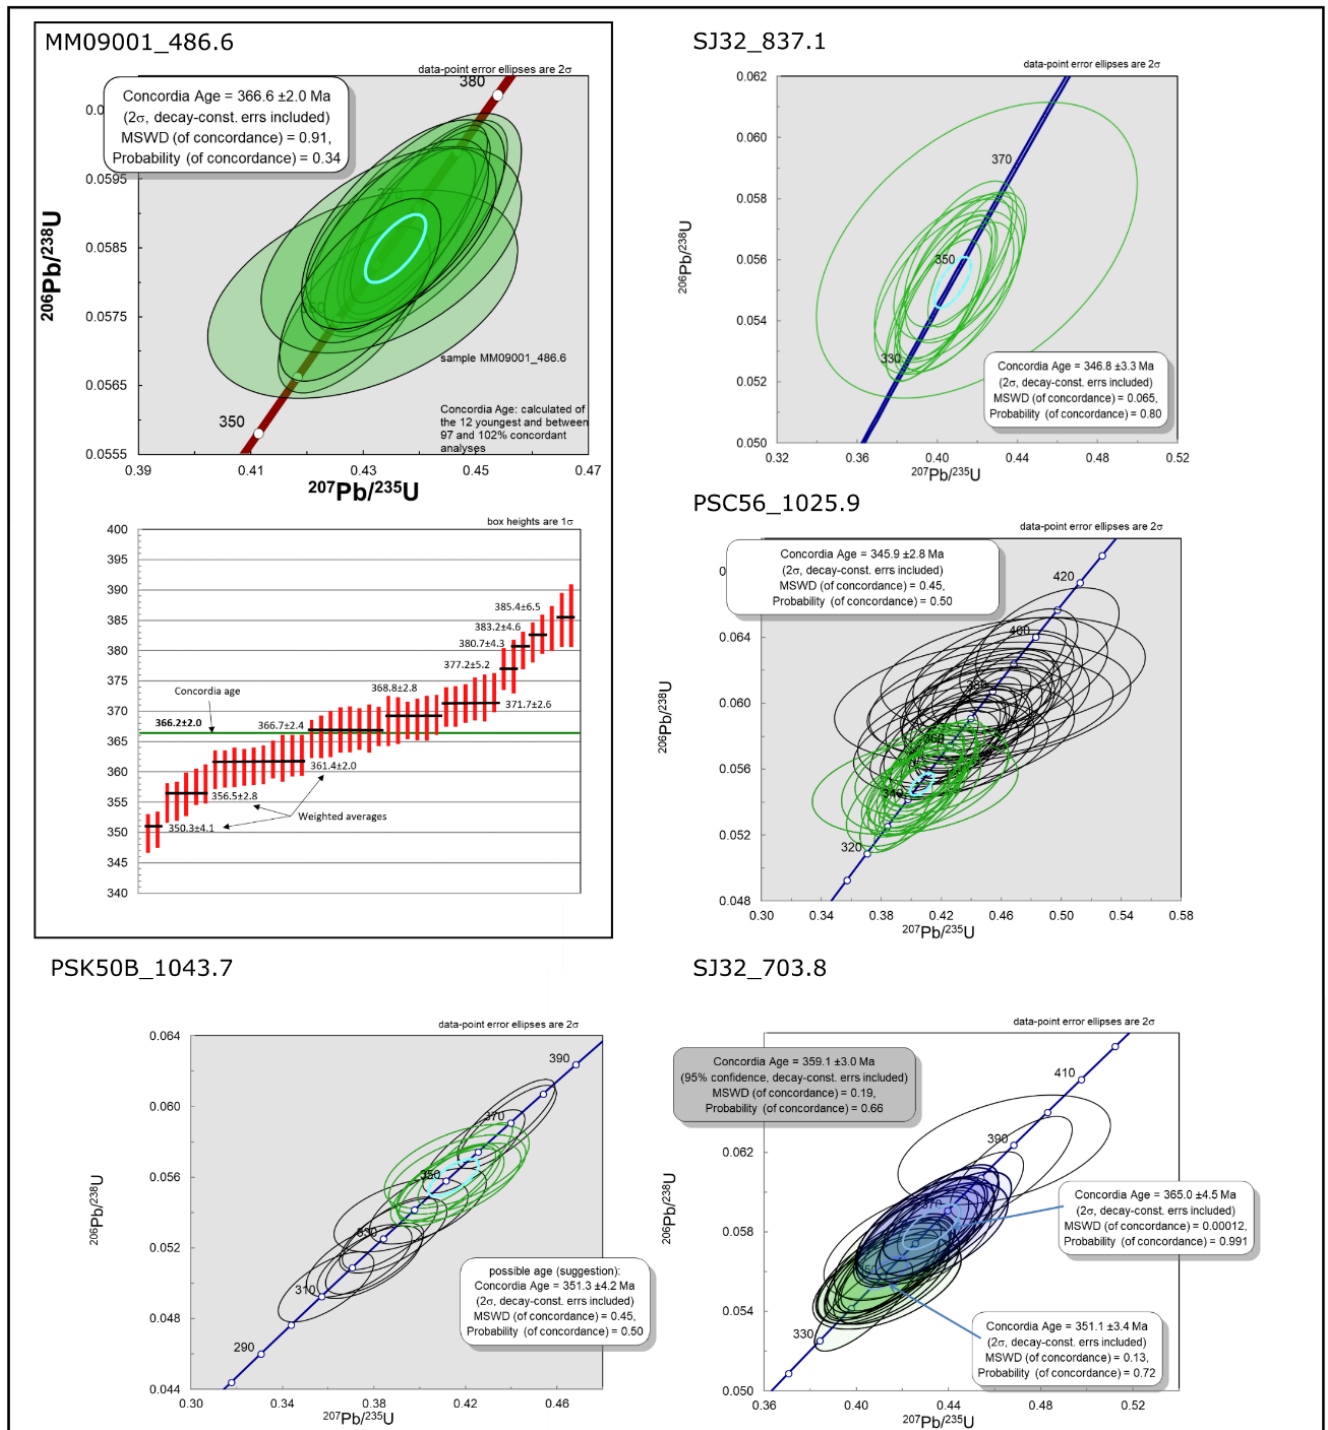 MM09001_486.6
data-point error ellipses are 2σ
380
Concordia Age = 366.6 ±2.0 Ma
(2σ, decay-const. errs included)
MSWD (of concordance) = 0.91,
Probability (of concordance) = 0.34
0.0595
0.0585
0.0575
0.0565
0.0555
206Pb/238U
350
sample MM09001_486.6
Concordia Age: calculated of
the 12 youngest and between
97 and 102% concordant
analyses
0.39 0.41 0.43 0.45 0.47
207Pb/235U
box heights are 1σ
400
395
390
385
380
375
370
365
360
355
350
345
340
385.4±6.5
383.2±4.6
380.7±4.3
377.2±5.2
368.8±2.8
371.7±2.6
Concordia age
366.2±2.0
366.7±2.4
361.4±2.0
356.5±2.8
Weighted averages
350.3±4.1
SJ32_837.1
data-point error ellipses are 2σ
0.062
0.060
0.058
0.056
0.054
0.052
0.050
206Pb/238U
370
350
330
Concordia Age = 346.8 ±3.3 Ma
(2σ, decay-const. errs included)
MSWD (of concordance) = 0.065,
Probability (of concordance) = 0.80
0.32 0.36 0.40 0.44 0.48 0.52
207Pb/235U
PSC56_1025.9
data-point error ellipses are 2σ
Concordia Age = 345.9 ±2.8 Ma
(2σ, decay-const. errs included)
MSWD (of concordance) = 0.45,
Probability (of concordance) = 0.50
420
400
380
360
340
320
0.064
0.060
0.056
0.052
0.048
206Pb/238U
0.30 0.34 0.38 0.42 0.46 0.50 0.54 0.58
207Pb/235U
PSK50B_1043.7
data-point error ellipses are 2σ
0.064
0.060
0.056
0.052
0.048
0.044
206Pb/238U
390
370
350
330
310
290
possible age (suggestion):
Concordia Age = 351.3 ±4.2 Ma
(2σ, decay-const. errs included)
MSWD (of concordance) = 0.45,
Probability (of concordance) = 0.50
0.30 0.34 0.38 0.42 0.46
207Pb/235U
SJ32_703.8
data-point error ellipses are 2σ
Concordia Age = 359.1 ±3.0 Ma
(95% confidence, decay-const. errs included)
MSWD (of concordance) = 0.19,
Probability (of concordance) = 0.66
410
390
330
0.062
0.058
0.054
0.050
206Pb/238U
Concordia Age = 365.0 ±4.5 Ma
(2σ, decay-const. errs included)
MSWD (of concordance) = 0.00012,
Probability (of concordance) = 0.991
Concordia Age = 351.1 ±3.4 Ma
(2σ, decay-const. errs included)
MSWD (of concordance) = 0.13,
Probability (of concordance) = 0.72
0.36 0.40 0.44 0.48 0.52
207Pb/235U